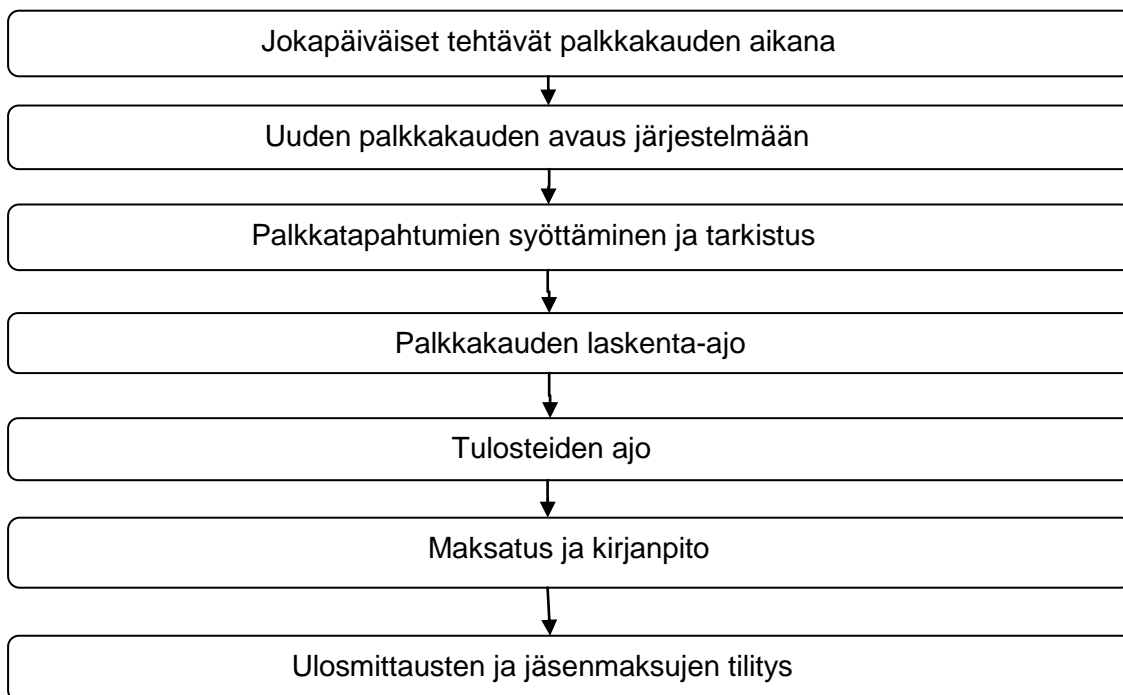 Jokapäiväiset tehtävät palkkakauden aikana
Uuden palkkakauden avaus järjestelmään
Palkkatapahtumien syöttäminen ja tarkistus
Palkkakauden laskenta-ajo
Tulosteiden ajo
Maksatus ja kirjanpito
Ulosmittausten ja jäsenmaksujen tilitys